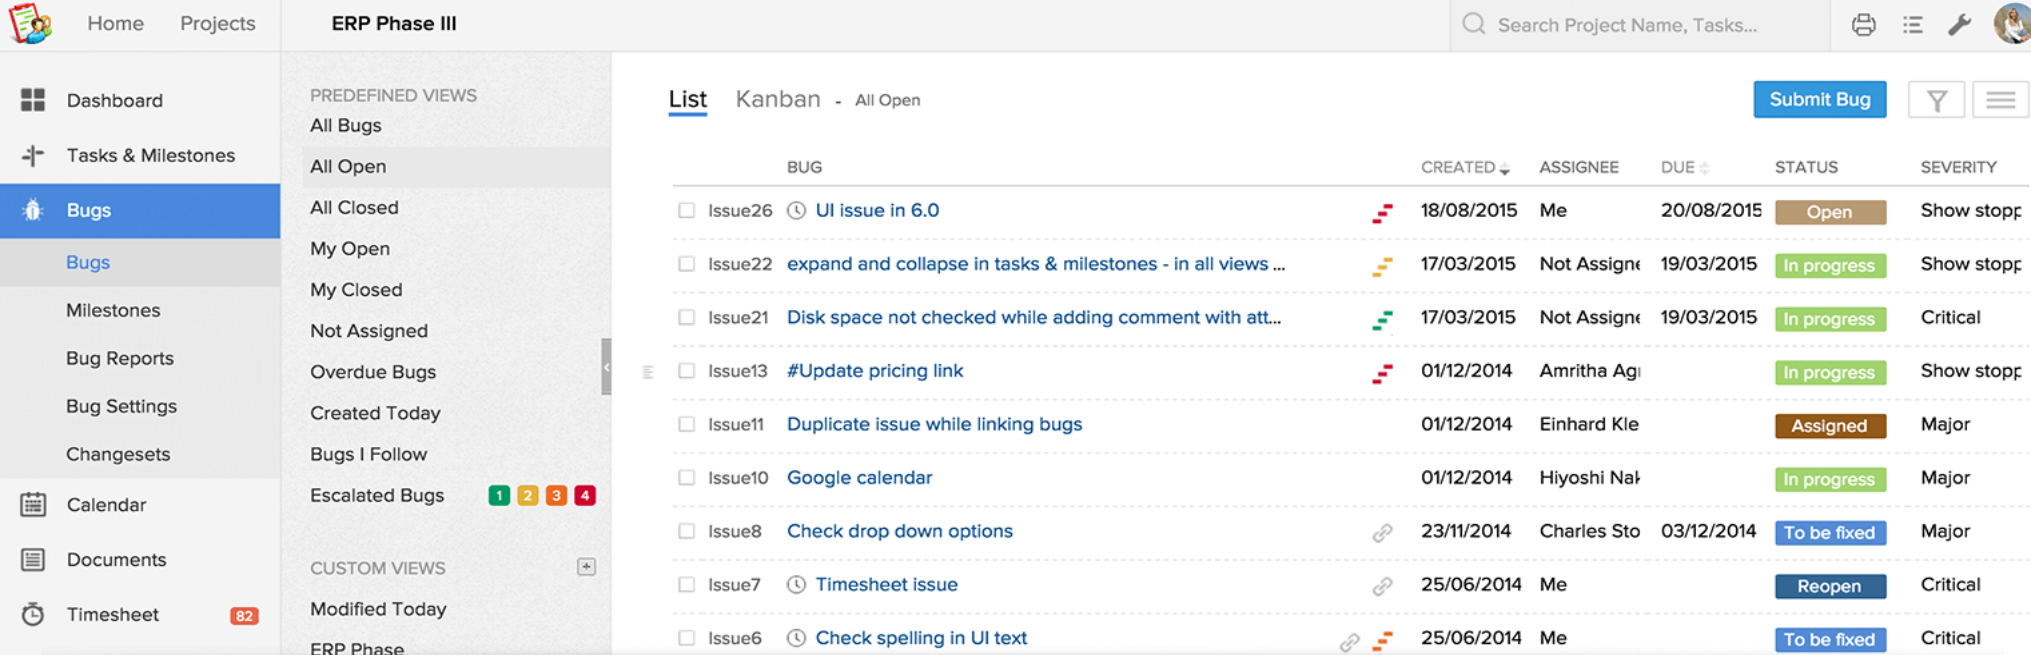 Home Projects ERP Phase III Search Project Name, Tasks...
Dashboard
Tasks & Milestones
Bugs
Bugs
Milestones
Bug Reports
Bug Settings
Changesets
Calendar
Documents
Timesheet 82
PREDEFINED VIEWS
All Bugs
All Open
All Closed
My Open
My Closed
Not Assigned
Overdue Bugs
Created Today
Bugs I Follow
Escalated Bugs 1 2 3 4
CUSTOM VIEWS
Modified Today
ERP Phase
List Kanban - All Open Submit Bug
BUG CREATED ASSIGNEE DUE STATUS SEVERITY
Issue26 UI issue in 6.0 18/08/2015 Me 20/08/2015 Open Show stopp
Issue22 expand and collapse in tasks & milestones - in all views ... 17/03/2015 Not Assigne 19/03/2015 In progress Show stopp
Issue21 Disk space not checked while adding comment with att... 17/03/2015 Not Assigne 19/03/2015 In progress Critical
Issue13 #Update pricing link 01/12/2014 Amritha Agr In progress Show stopp
Issue11 Duplicate issue while linking bugs 01/12/2014 Einhard Kle Assigned Major
Issue10 Google calendar 01/12/2014 Hiyoshi Nak In progress Major
Issue8 Check drop down options 23/11/2014 Charles Sto 03/12/2014 To be fixed Major
Issue7 Timesheet issue 25/06/2014 Me Reopen Critical
Issue6 Check spelling in UI text 25/06/2014 Me To be fixed Critical